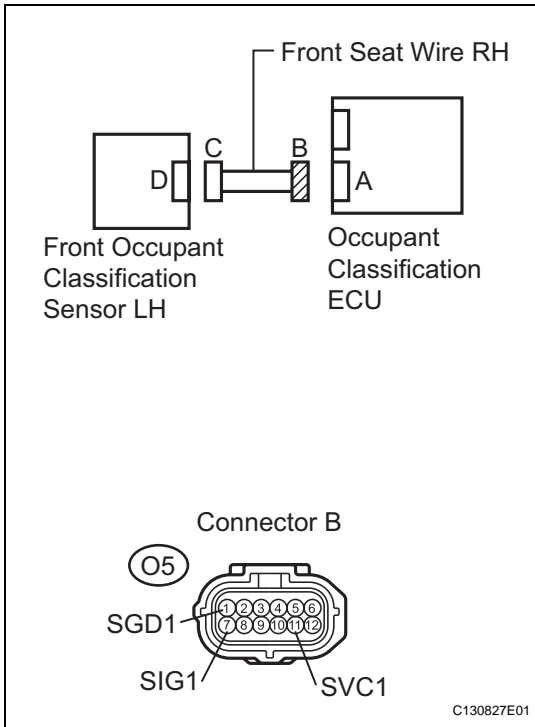 Front Seat Wire RH
C
B
D
A
Front Occupant
Classification
Sensor LH
Occupant
Classification
ECU
Connector B
O5
1 2 3 4 5 6
7 8 9 10 11 12
SGD1
SIG1
SVC1
C130827E01